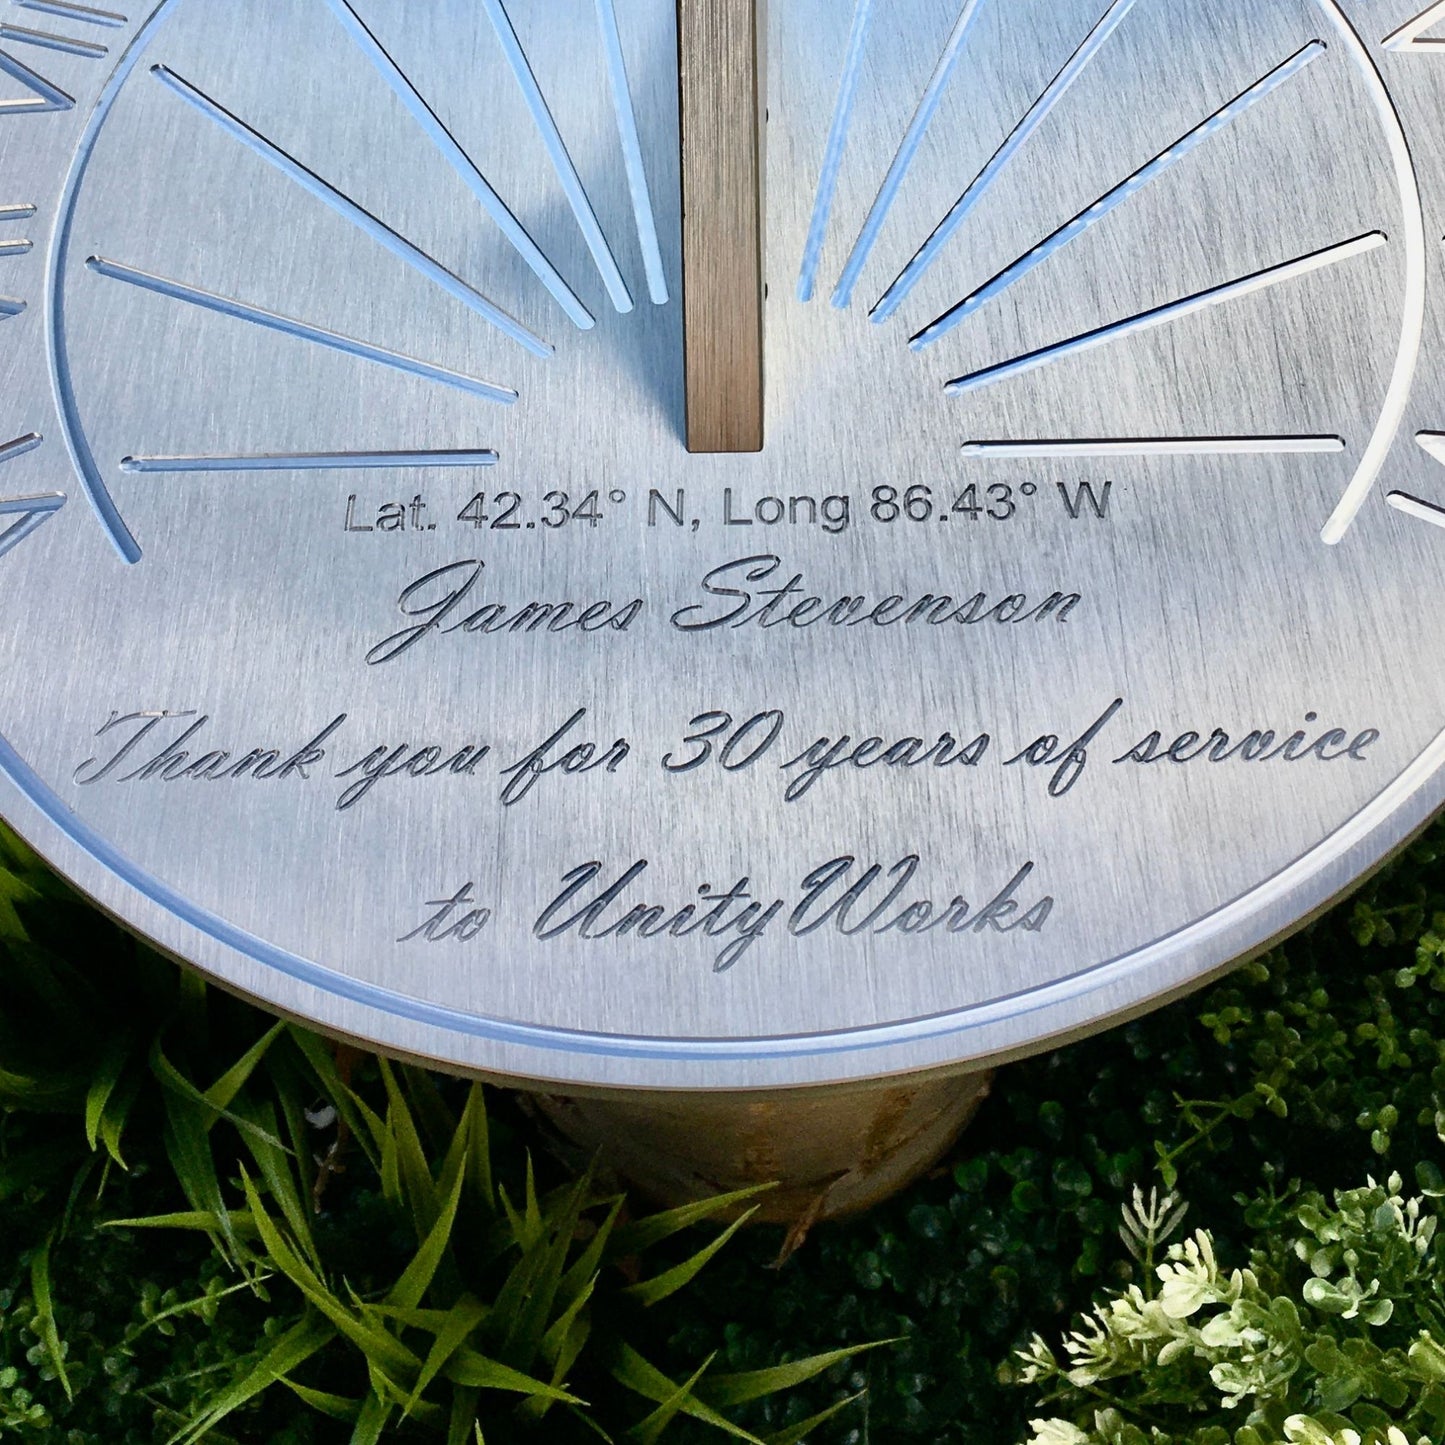 Lat. 42.34° N, Long 86.43° W
James Stevenson
Thank you for 30 years of service
to UnityWorks